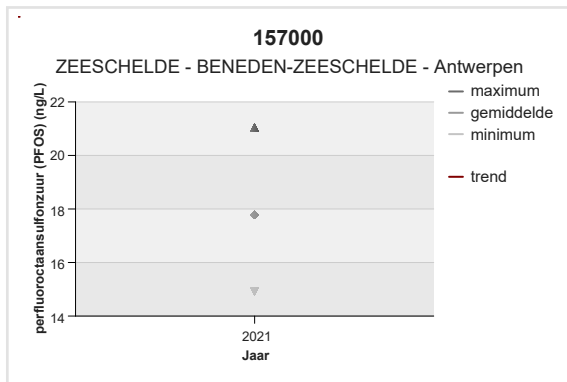 157000
ZEESCHELDE - BENEDEN-ZEESCHELDE - Antwerpen
perfluoroctaansulfonzuur (PFOS) (ng/L)
22
20
18
16
14
2021
Jaar
maximum
gemiddelde
minimum
trend